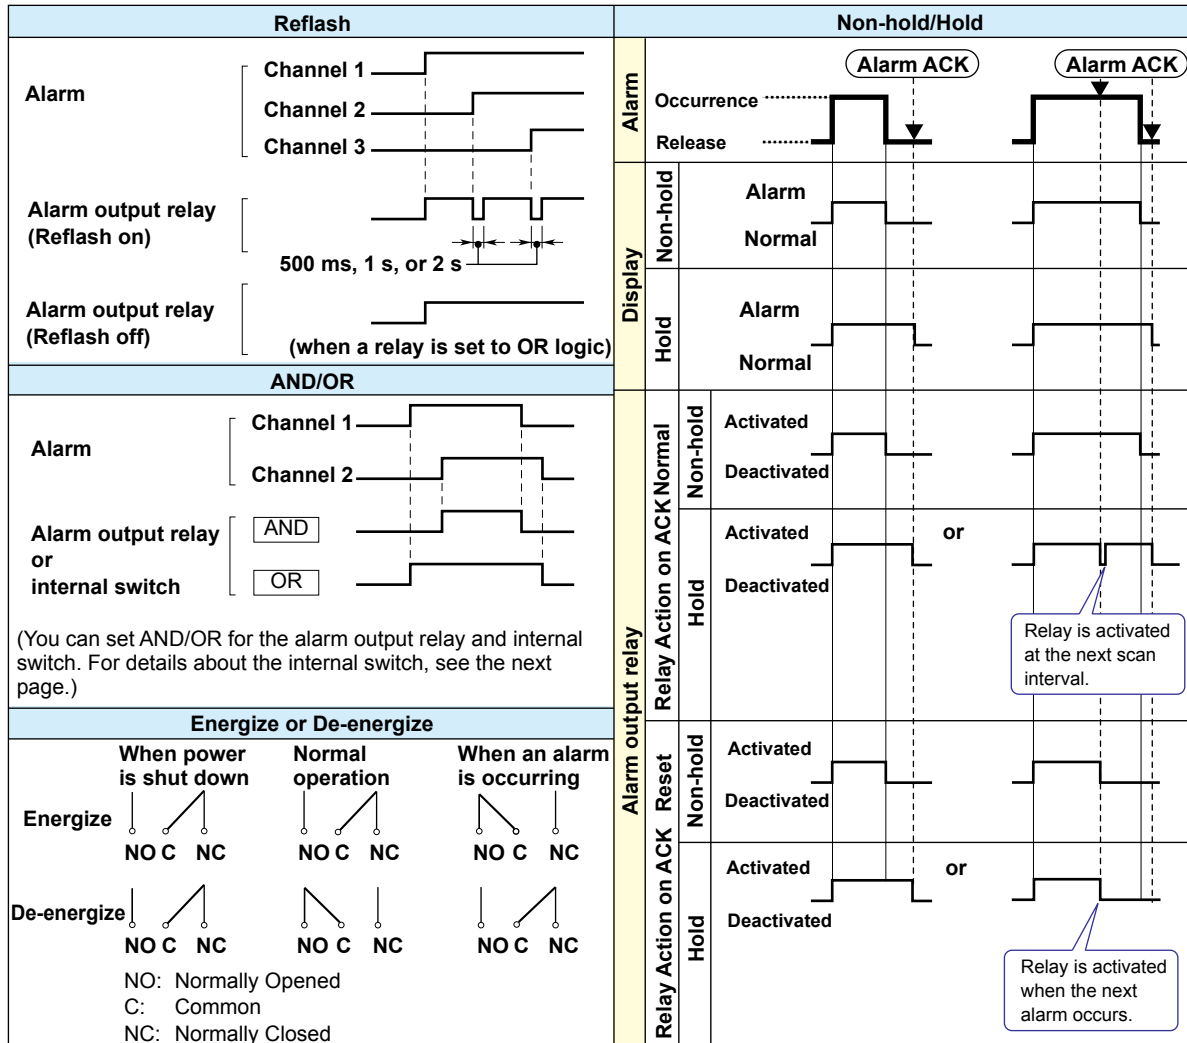 Reflash
Alarm
Channel 1
Channel 2
Channel 3
Alarm output relay
(Reflash on)
500 ms, 1 s, or 2 s
Alarm output relay
(Reflash off)
(when a relay is set to OR logic)
AND/OR
Alarm
Channel 1
Channel 2
Alarm output relay
or
internal switch
AND
OR
(You can set AND/OR for the alarm output relay and internal
switch. For details about the internal switch, see the next
page.)
Energize or De-energize
When power
is shut down
Normal
operation
When an alarm
is occurring
Energize
NO C NC
NO C NC
NO C NC
De-energize
NO C NC
NO C NC
NO C NC
NO: Normally Opened
C: Common
NC: Normally Closed
Non-hold/Hold
Alarm
Alarm ACK
Alarm ACK
Occurrence
Release
Display
Non-hold
Alarm
Normal
Hold
Alarm
Normal
Alarm output relay
Relay Action on ACK Normal
Non-hold
Activated
Deactivated
Hold
Activated
Deactivated
or
Relay is activated
at the next scan
interval.
Relay Action on ACK Reset
Non-hold
Activated
Deactivated
Hold
Activated
Deactivated
or
Relay is activated
when the next
alarm occurs.